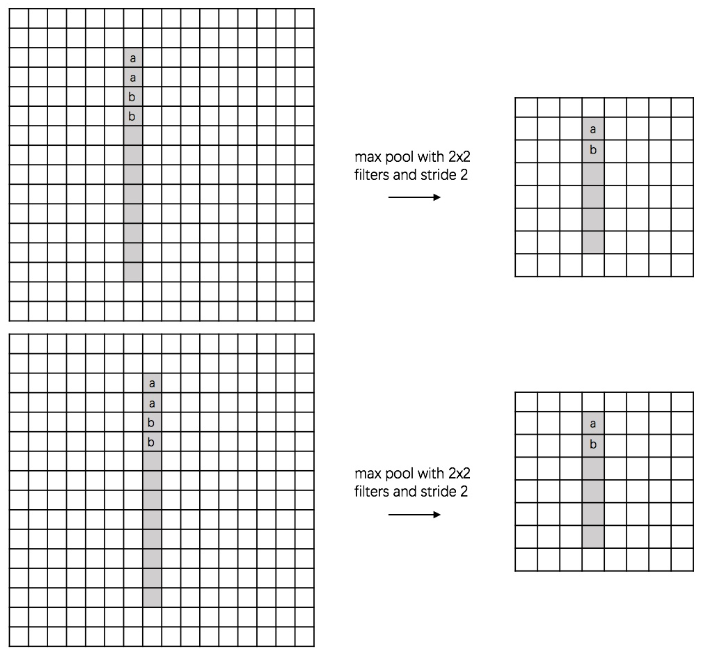 a
a
b
b
max pool with 2x2
filters and stride 2
a
b
a
a
b
b
max pool with 2x2
filters and stride 2
a
b